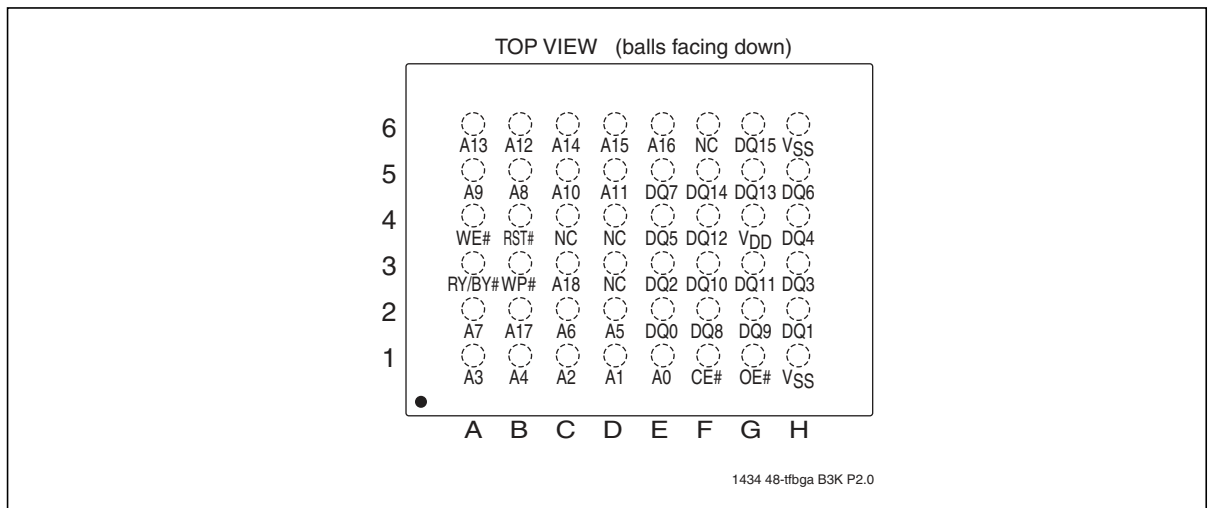 TOP VIEW (balls facing down)
6
A13 A12 A14 A15 A16 NC DQ15 VSS
5
A9 A8 A10 A11 DQ7 DQ14 DQ13 DQ6
4
WE# RST# NC NC DQ5 DQ12 VDD DQ4
3
RY/BY# WP# A18 NC DQ2 DQ10 DQ11 DQ3
2
A7 A17 A6 A5 DQ0 DQ8 DQ9 DQ1
1
A3 A4 A2 A1 A0 CE# OE# VSS
A B C D E F G H
1434 48-tfbga B3K P2.0